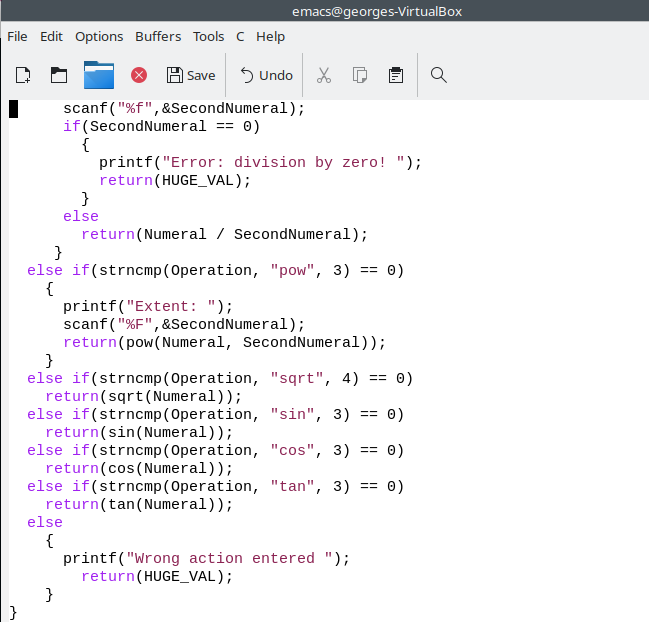 emacs@georges-VirtualBox
File Edit Options Buffers Tools C Help
Save Undo
scanf("%f",&SecondNumeral);
if(SecondNumeral == 0)
{
printf("Error: division by zero! ");
return(HUGE_VAL);
}
else
return(Numeral / SecondNumeral);
}
else if(strncmp(Operation, "pow", 3) == 0)
{
printf("Extent: ");
scanf("%F",&SecondNumeral);
return(pow(Numeral, SecondNumeral));
}
else if(strncmp(Operation, "sqrt", 4) == 0)
return(sqrt(Numeral));
else if(strncmp(Operation, "sin", 3) == 0)
return(sin(Numeral));
else if(strncmp(Operation, "cos", 3) == 0)
return(cos(Numeral));
else if(strncmp(Operation, "tan", 3) == 0)
return(tan(Numeral));
else
{
printf("Wrong action entered ");
return(HUGE_VAL);
}
}